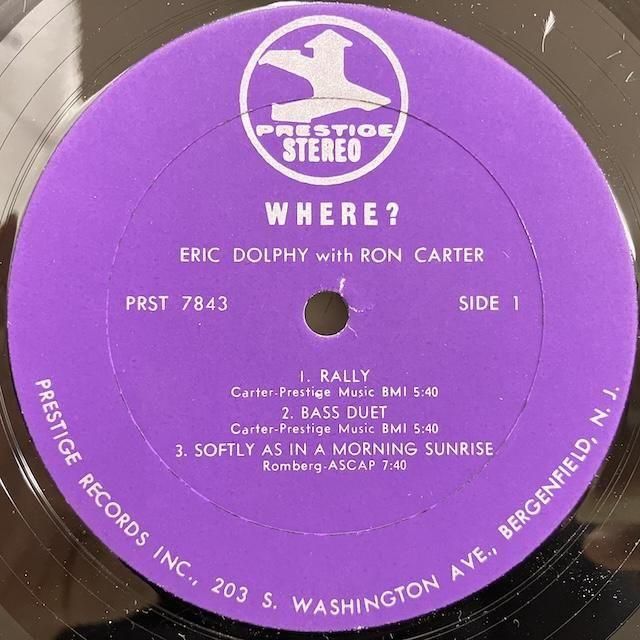 PRESTIGE
STEREO
WHERE?
ERIC DOLPHY with RON CARTER
PRST 7843
SIDE 1
1. RALLY
Carter-Prestige Music BMI 5:40
2. BASS DUET
Carter-Prestige Music BMI 5:40
3. SOFTLY AS IN A MORNING SUNRISE
Romberg-ASCAP 7:40
PRESTIGE RECORDS INC., 203 S. WASHINGTON AVE., BERGENFIELD, N. J.